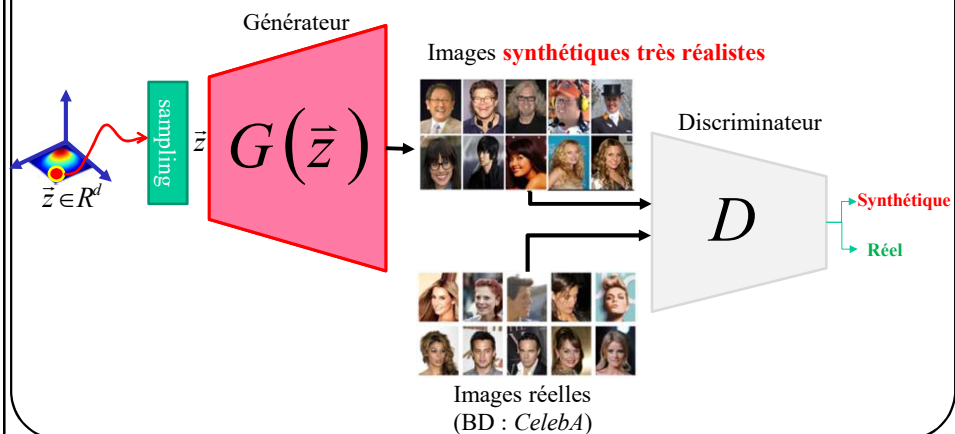 Générateur
Images synthétiques très réalistes
sampling
z⃗
G(z⃗)
z⃗ ∈ R^d
Discriminateur
D
Synthétique
Réel
Images réelles
(BD : CelebA)